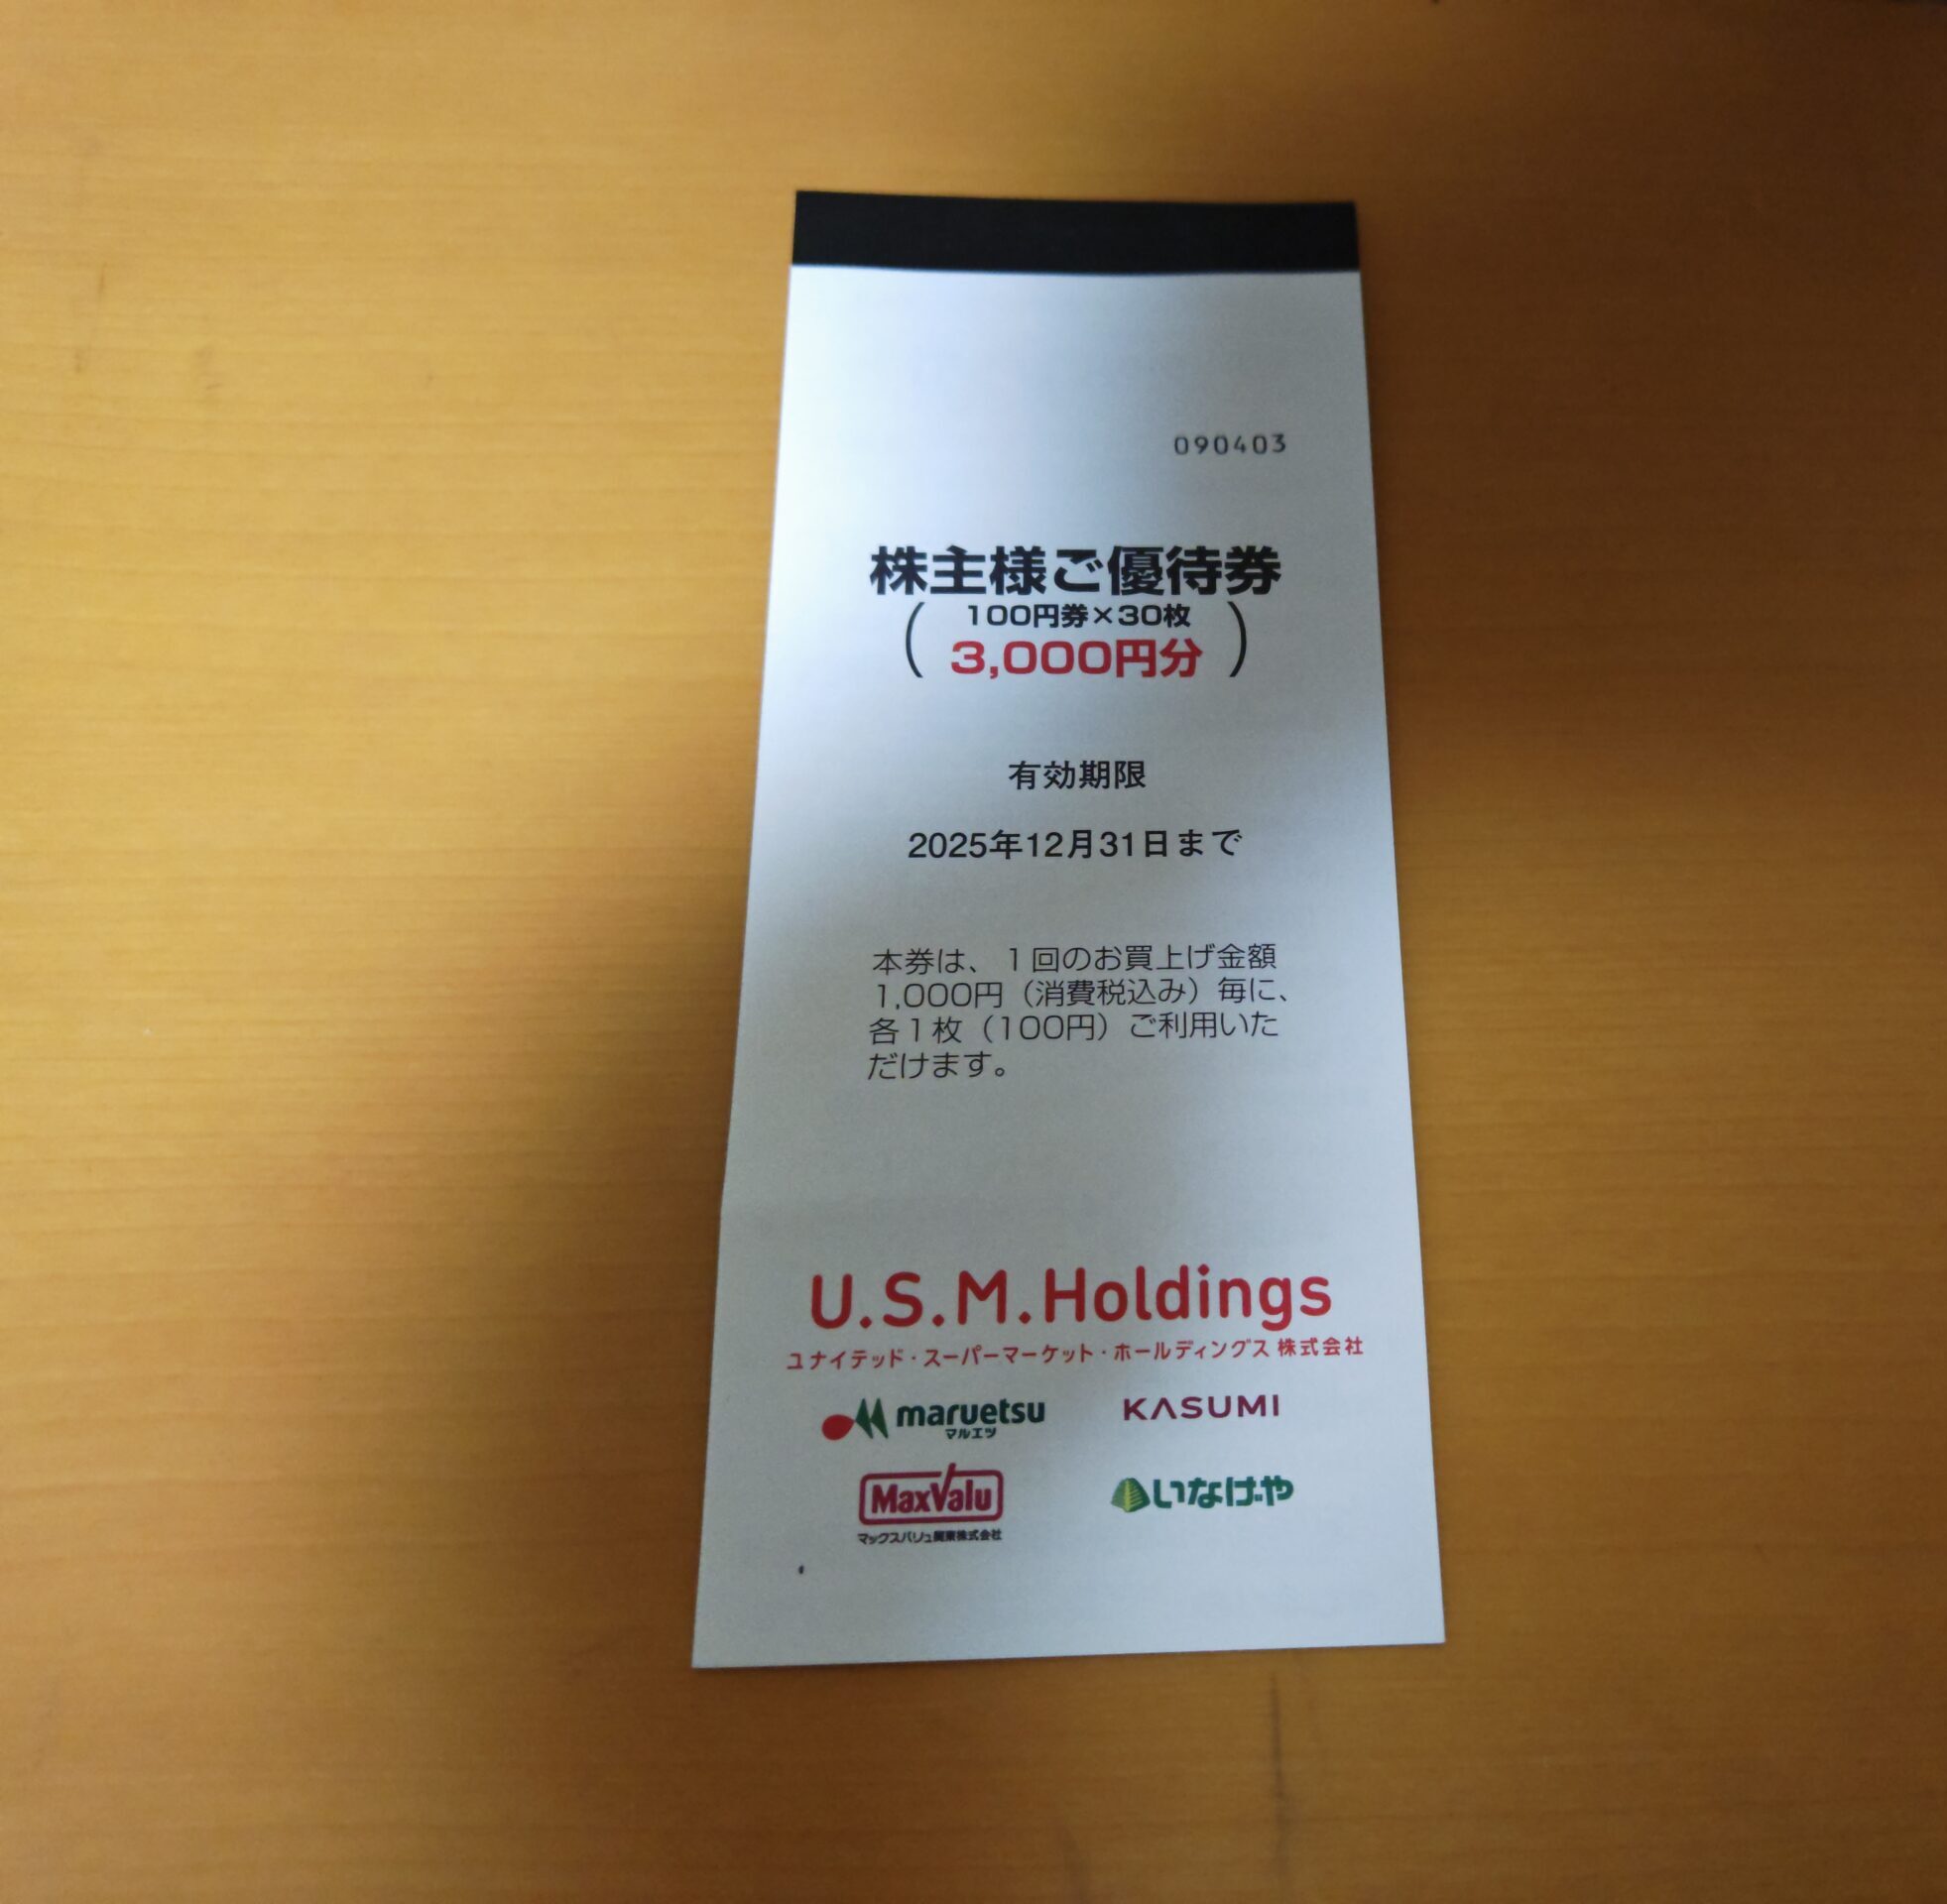 090403
株主様ご優待券
(100円券×30枚
3,000円分)
有効期限
2025年12月31日まで
本券は、1回のお買上げ金額
1,000円（消費税込み）毎に、
各1枚（100円）ご利用いた
だけます。
U.S.M.Holdings
ユナイテッド・スーパーマーケット・ホールディングス 株式会社
maruetsu
マルエツ
KASUMI
MaxValu
マックスバリュ関東株式会社
いなげや